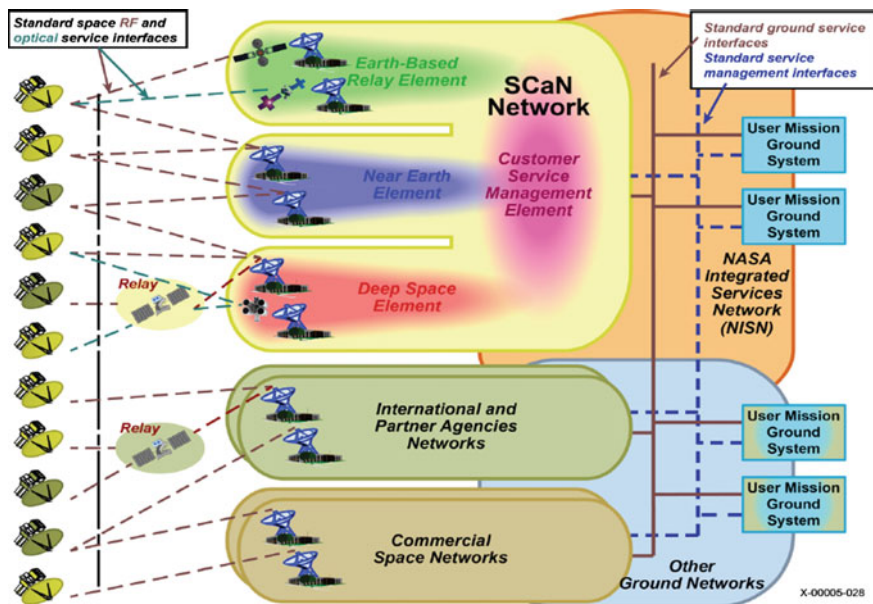 Standard space RF and
optical service interfaces
Standard ground service
interfaces
Standard service
management interfaces
Earth-Based
Relay Element
SCaN
Network
Near Earth
Element
Customer
Service
Management
Element
Deep Space
Element
Relay
User Mission
Ground
System
User Mission
Ground
System
NASA
Integrated
Services
Network
(NISN)
International and
Partner Agencies
Networks
Relay
User Mission
Ground
System
User Mission
Ground
System
Commercial
Space Networks
Other
Ground Networks
X-00005-028